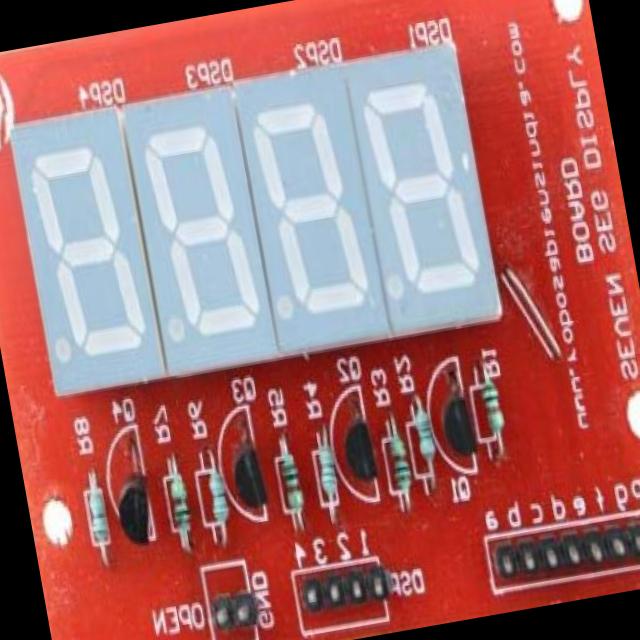 DSP4 DSP3 DSP2 DSP1
SEVEN SEG DISPLY
BOARD
R8 Q4 R7 R6 Q3 R5 R4 Q2 R3 R2 Q1 R1
a b c d e f g
OPEN GND
4 3 2 1 DSP